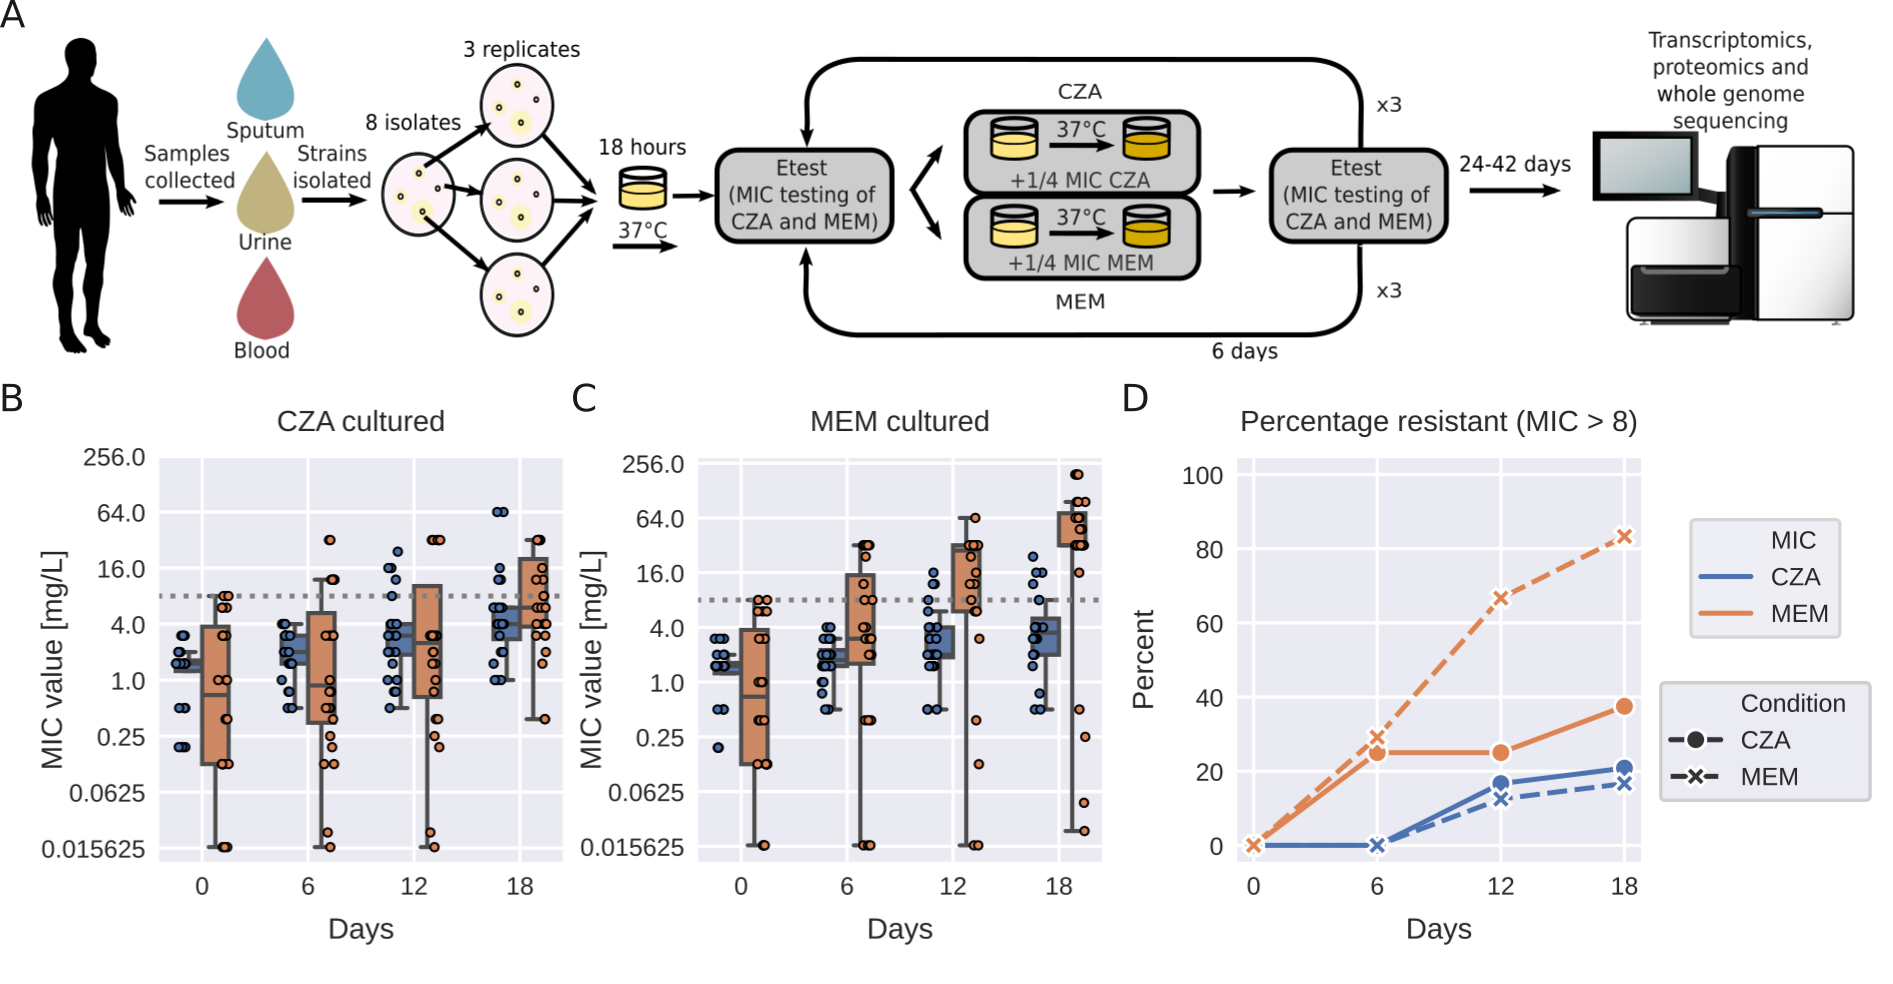 A
Sputum
Samples
collected
Urine
Blood
Strains
isolated
8 isolates
3 replicates
18 hours
37°C
Etest
(MIC testing of
CZA and MEM)
CZA
37°C
+1/4 MIC CZA
37°C
+1/4 MIC MEM
MEM
Etest
(MIC testing of
CZA and MEM)
x3
x3
6 days
24-42 days
Transcriptomics,
proteomics and
whole genome
sequencing
B
CZA cultured
MIC value [mg/L]
256.0
64.0
16.0
4.0
1.0
0.25
0.0625
0.015625
0
6
12
18
Days
C
MEM cultured
MIC value [mg/L]
256.0
64.0
16.0
4.0
1.0
0.25
0.0625
0.015625
0
6
12
18
Days
D
Percentage resistant (MIC > 8)
Percent
100
80
60
40
20
0
0
6
12
18
Days
MIC
CZA
MEM
Condition
CZA
MEM